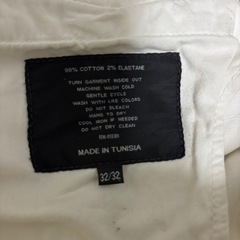 98% COTTON 2% ELASTANE
TURN GARMENT INSIDE OUT
MACHINE WASH COLD
GENTLE CYCLE
WASH WITH LIKE COLORS
DO NOT BLEACH
HANG TO DRY
COOL IRON IF NEEDED
DO NOT DRY CLEAN
MADE IN TUNISIA
32/32